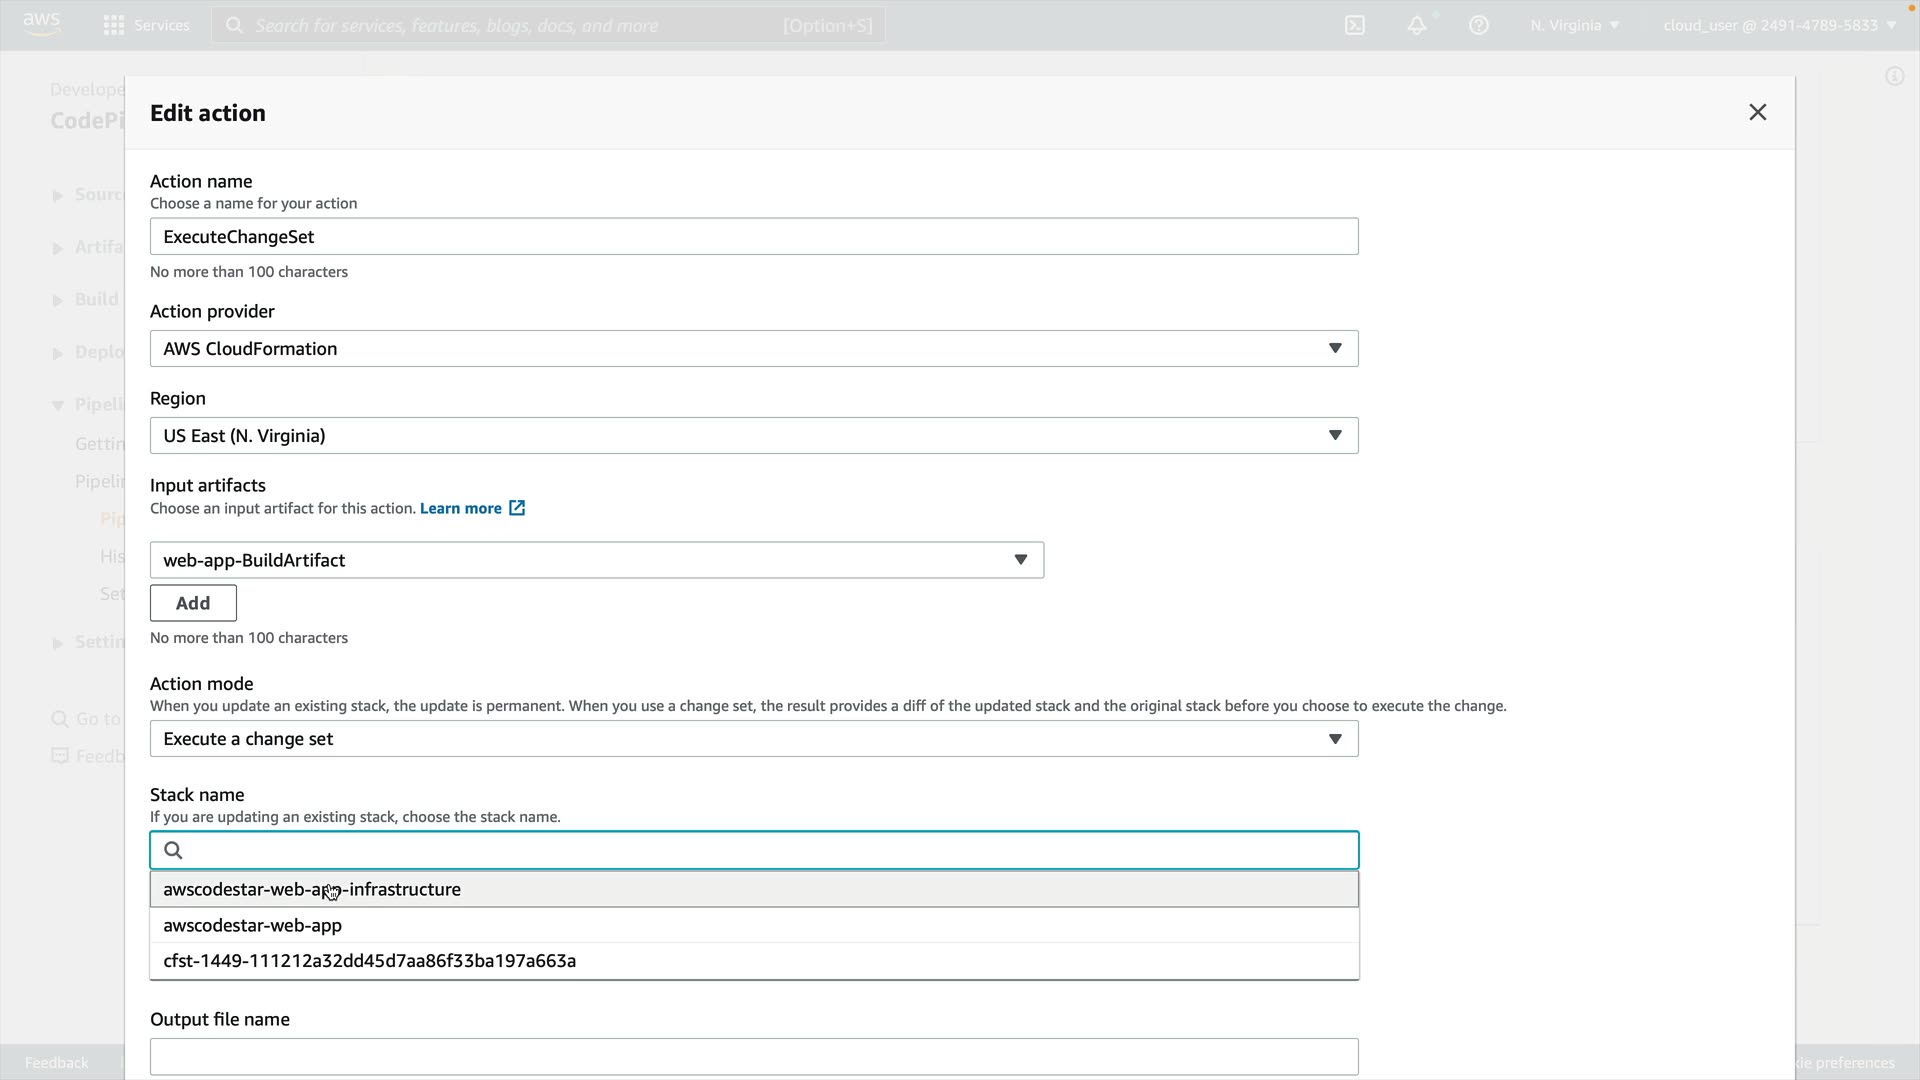 aws
Services
Search for services, features, blogs, docs, and more
[Option+S]
N. Virginia
cloud_user @ 2491-4789-5833
Develope
CodePi
Sourc
Artifa
Build
Deplo
Pipeli
Gettin
Pipelin
Pip
His
Set
Settin
Go to
Feedb
Edit action
Action name
Choose a name for your action
ExecuteChangeSet
No more than 100 characters
Action provider
AWS CloudFormation
Region
US East (N. Virginia)
Input artifacts
Choose an input artifact for this action. Learn more
web-app-BuildArtifact
Add
No more than 100 characters
Action mode
When you update an existing stack, the update is permanent. When you use a change set, the result provides a diff of the updated stack and the original stack before you choose to execute the change.
Execute a change set
Stack name
If you are updating an existing stack, choose the stack name.
awscodestar-web-app-infrastructure
awscodestar-web-app
cfst-1449-111212a32dd45d7aa86f33ba197a663a
Output file name
Feedback
kie preferences